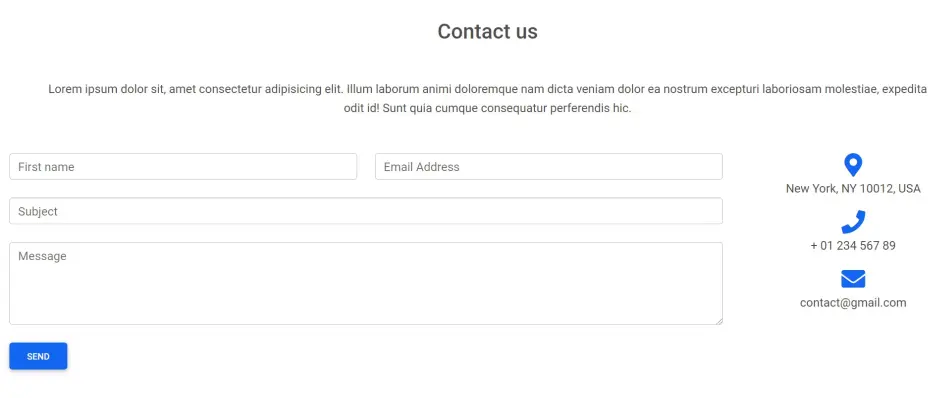 Contact us
Lorem ipsum dolor sit, amet consectetur adipisicing elit. Illum laborum animi doloremque nam dicta veniam dolor ea nostrum excepturi laboriosam molestiae, expedita
odit id! Sunt quia cumque consequatur perferendis hic.
First name
Email Address
Subject
Message
SEND
New York, NY 10012, USA
+ 01 234 567 89
contact@gmail.com